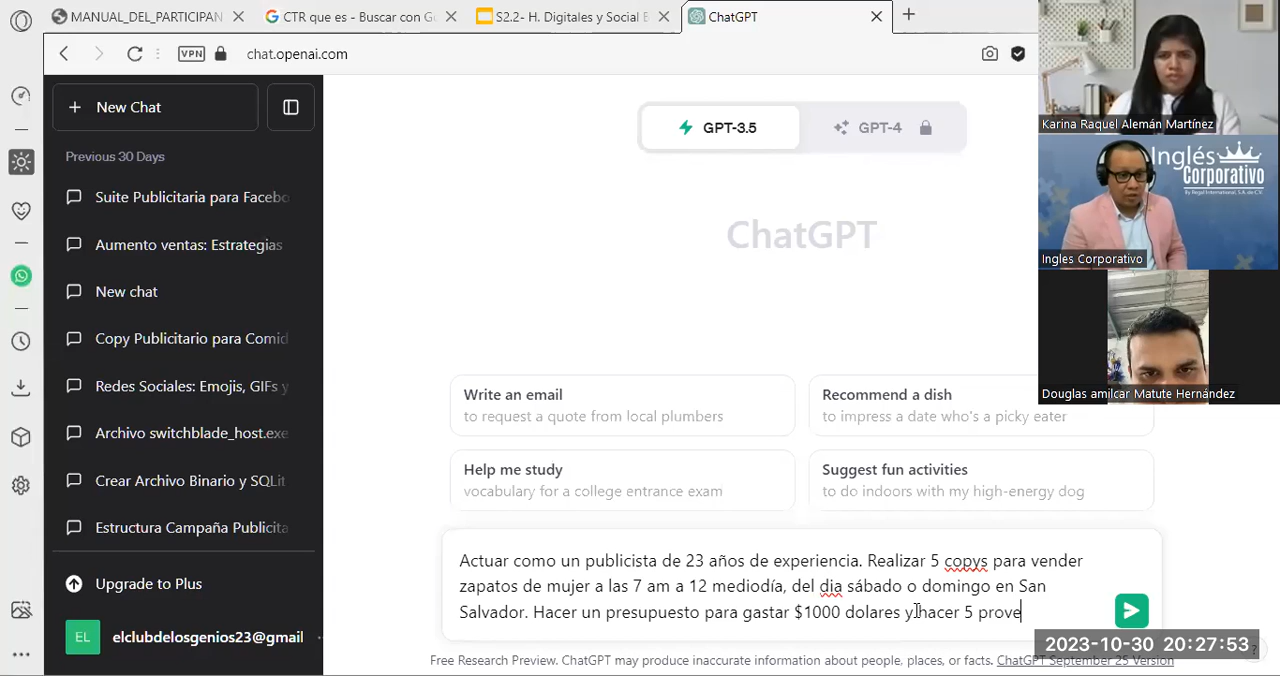 MANUAL_DEL_PARTICIPAN
CTR que es - Buscar con Go
S2.2- H. Digitales y Social B
ChatGPT
VPN
chat.openai.com
New Chat
Previous 30 Days
Suite Publicitaria para Facebo
Aumento ventas: Estrategias
New chat
Copy Publicitario para Comid
Redes Sociales: Emojis, GIFs y
Archivo switchblade_host.exe
Crear Archivo Binario y SQLit
Estructura Campaña Publicita
Upgrade to Plus
elclubdelosgenios23@gmail
GPT-3.5
GPT-4
ChatGPT
Write an email
to request a quote from local plumbers
Recommend a dish
to impress a date who's a picky eater
Help me study
vocabulary for a college entrance exam
Suggest fun activities
to do indoors with my high-energy dog
Actuar como un publicista de 23 años de experiencia. Realizar 5 copys para vender
zapatos de mujer a las 7 am a 12 mediodía, del dia sábado o domingo en San
Salvador. Hacer un presupuesto para gastar $1000 dolares y hacer 5 prove
Free Research Preview. ChatGPT may produce inaccurate information about people, places, or facts. ChatGPT September 25 Version
Karina Raquel Alemán Martínez
Inglés
Corporativo
By Regal International, S.A. de C.V.
Ingles Corporativo
Douglas amilcar Matute Hernández
2023-10-30 20:27:53
?